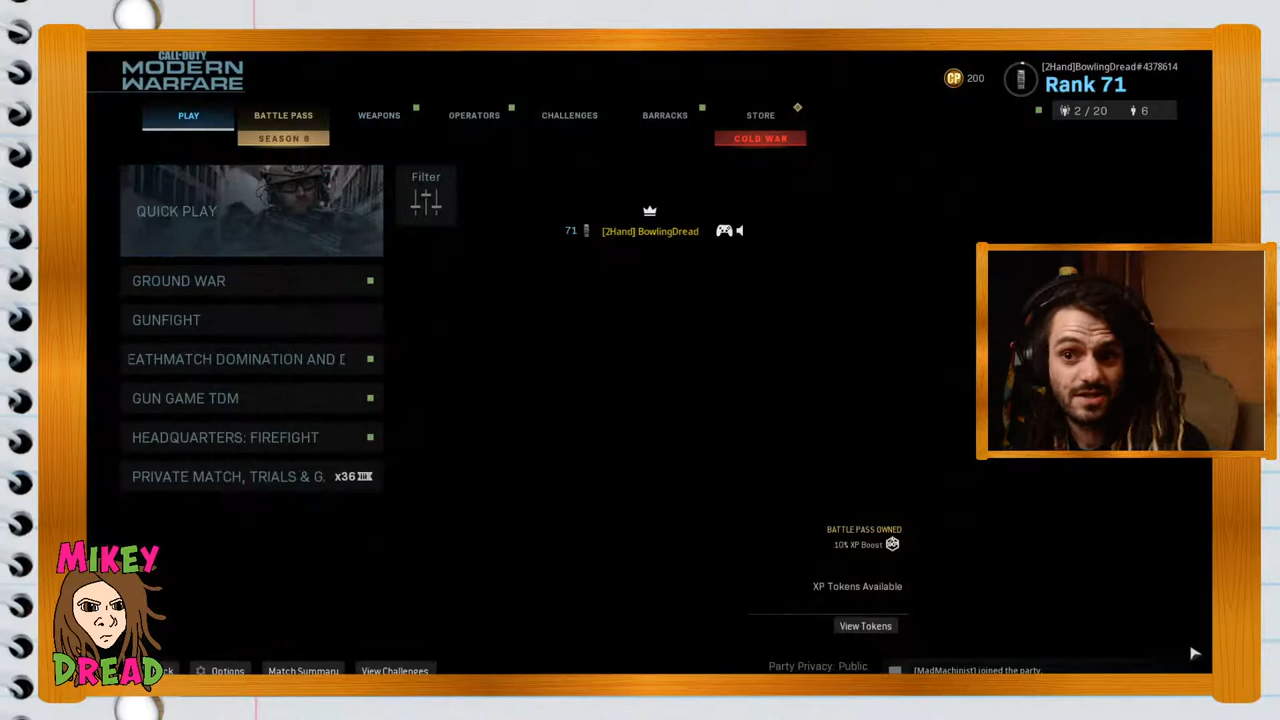 CALL·DUTY
MODERN
WARFARE
200
[2Hand]BowlingDread#4378614
Rank 71
2 / 20 6
PLAY
BATTLE PASS
WEAPONS
OPERATORS
CHALLENGES
BARRACKS
STORE
SEASON 6
COLD WAR
QUICK PLAY
Filter
71 [2Hand] BowlingDread
GROUND WAR
GUNFIGHT
EATHMATCH DOMINATION AND D
GUN GAME TDM
HEADQUARTERS: FIREFIGHT
PRIVATE MATCH, TRIALS & G. x36
BATTLE PASS OWNED
10% XP Boost
XP Tokens Available
View Tokens
Party Privacy: Public
[MadMachinist] joined the party.
Options
Match Summary
View Challenges
MIKEY
DREAD